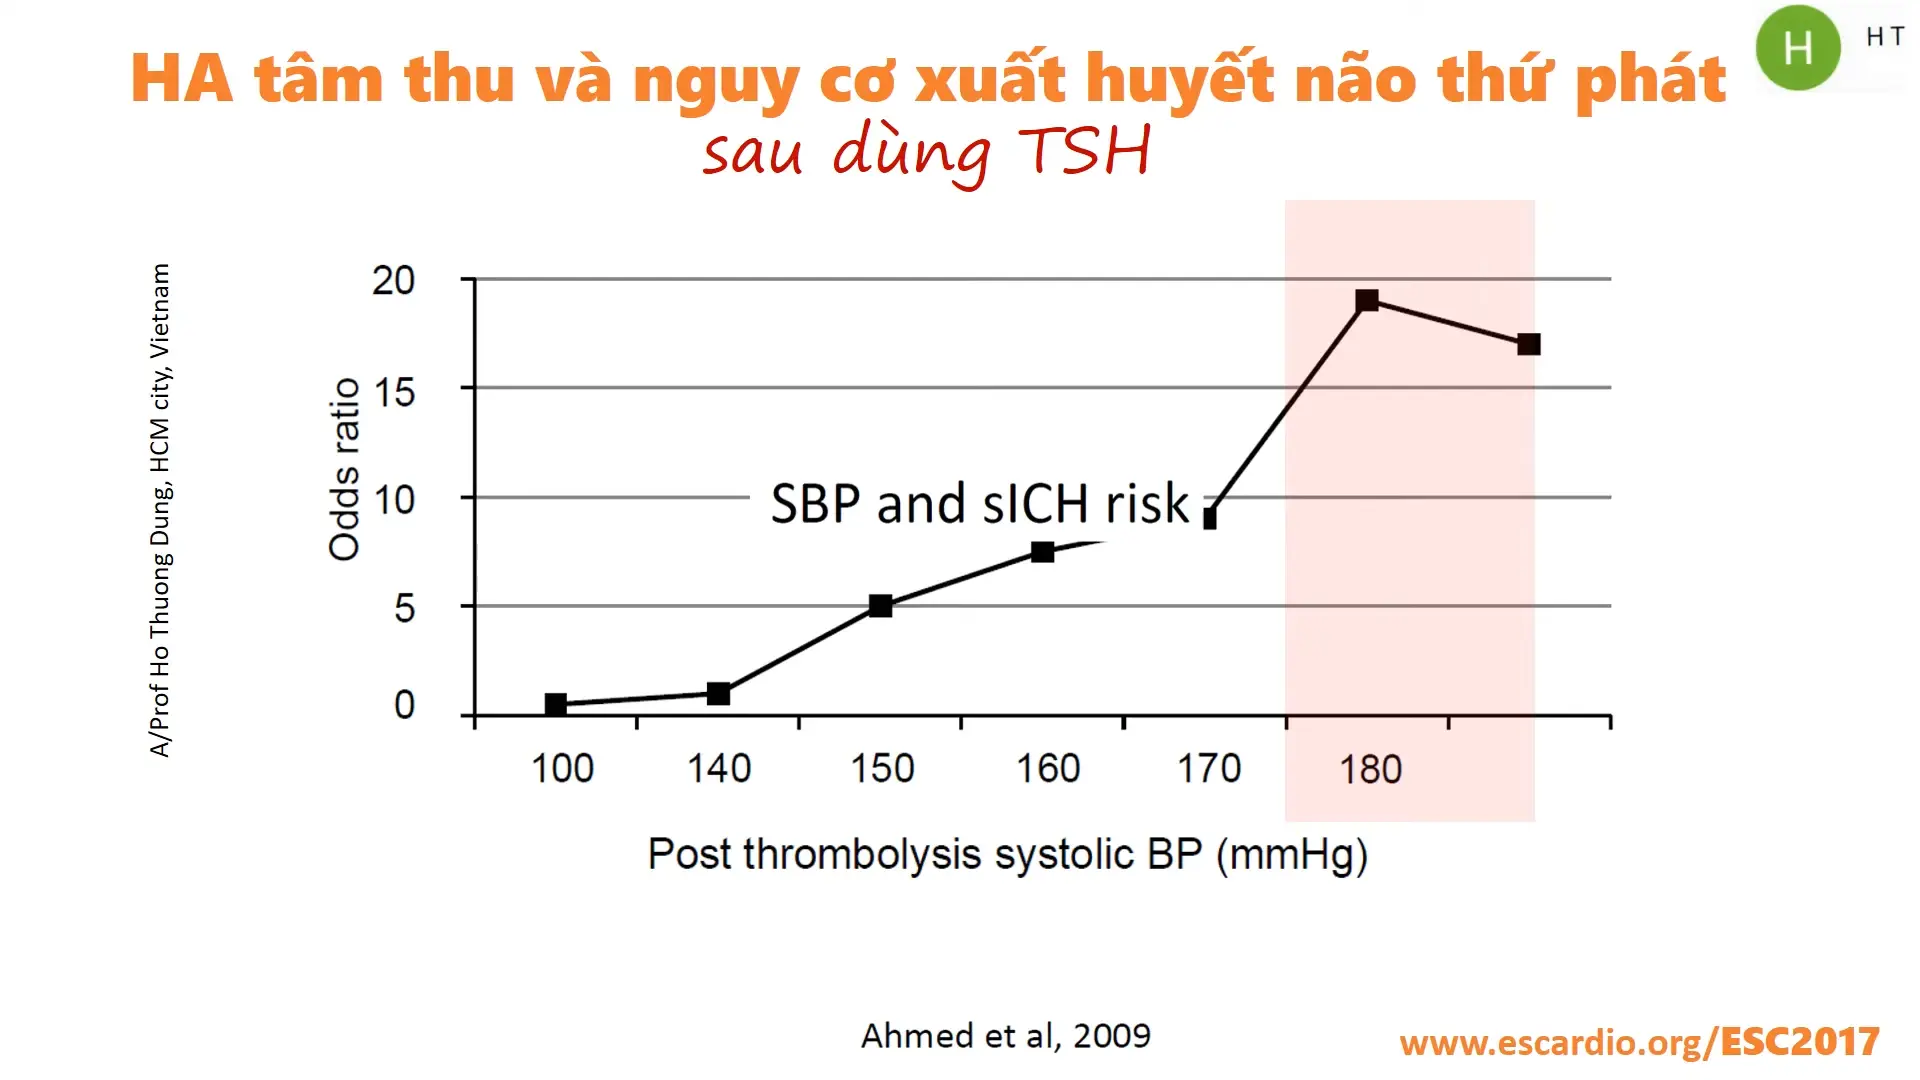 HA tâm thu và nguy cơ xuất huyết não thứ phát
sau dùng TSH
H
H T
A/Prof Ho Thuong Dung, HCM city, Vietnam
Odds ratio
20
15
10
5
0
SBP and sICH risk
100 140 150 160 170 180
Post thrombolysis systolic BP (mmHg)
Ahmed et al, 2009
www.escardio.org/ESC2017